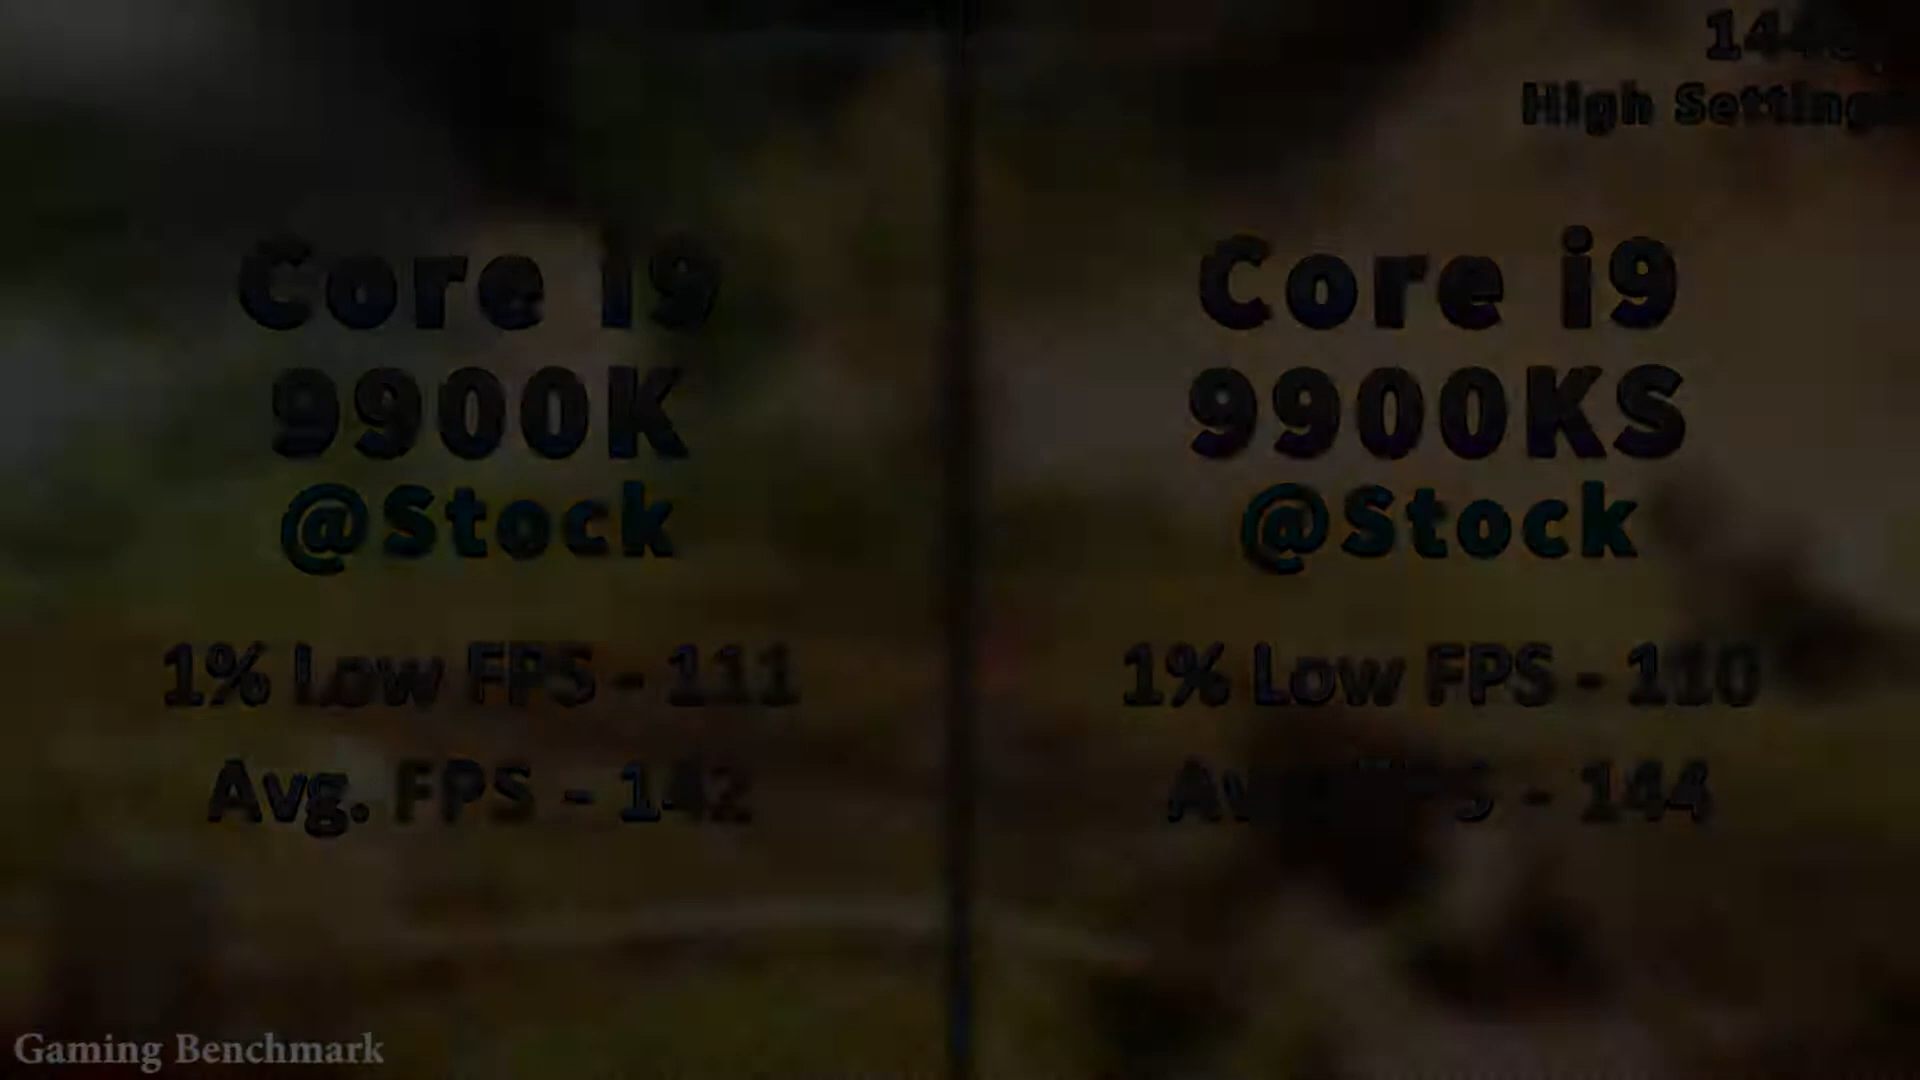 High Settings
Core i9
9900K
@Stock
1% Low FPS - 111
Avg. FPS - 142
Core i9
9900KS
@Stock
1% Low FPS - 110
FPS - 144
Gaming Benchmark